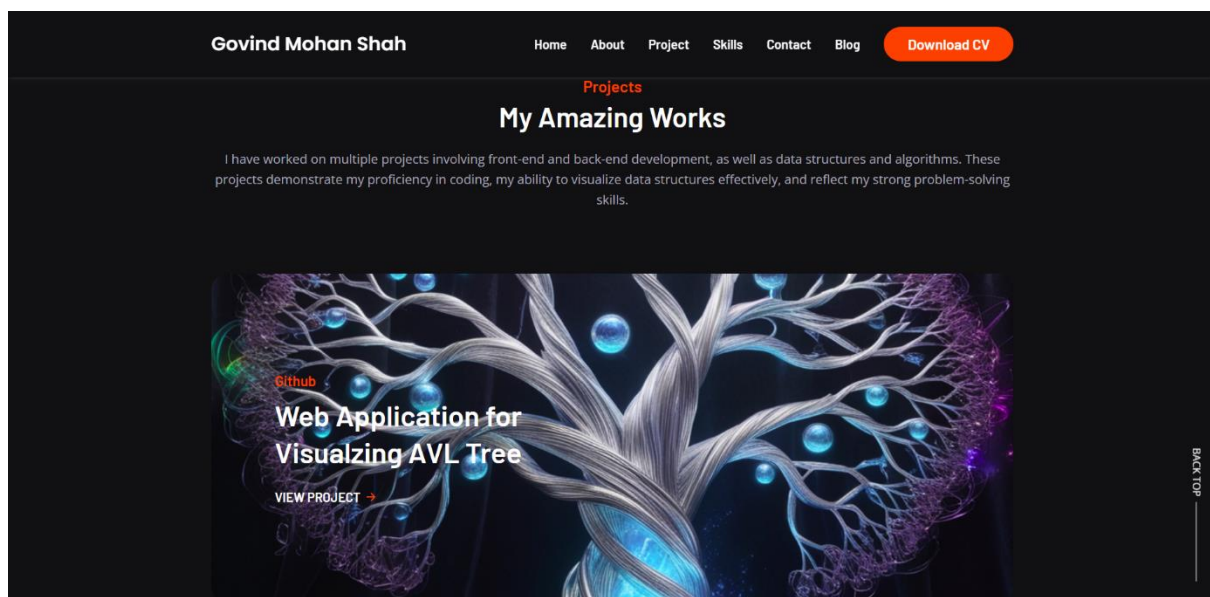 Govind Mohan Shah
Home About Project Skills Contact Blog Download CV
Projects
My Amazing Works
I have worked on multiple projects involving front-end and back-end development, as well as data structures and algorithms. These
projects demonstrate my proficiency in coding, my ability to visualize data structures effectively, and reflect my strong problem-solving
skills.
Github
Web Application for
Visualzing AVL Tree
VIEW PROJECT →
BACK TOP